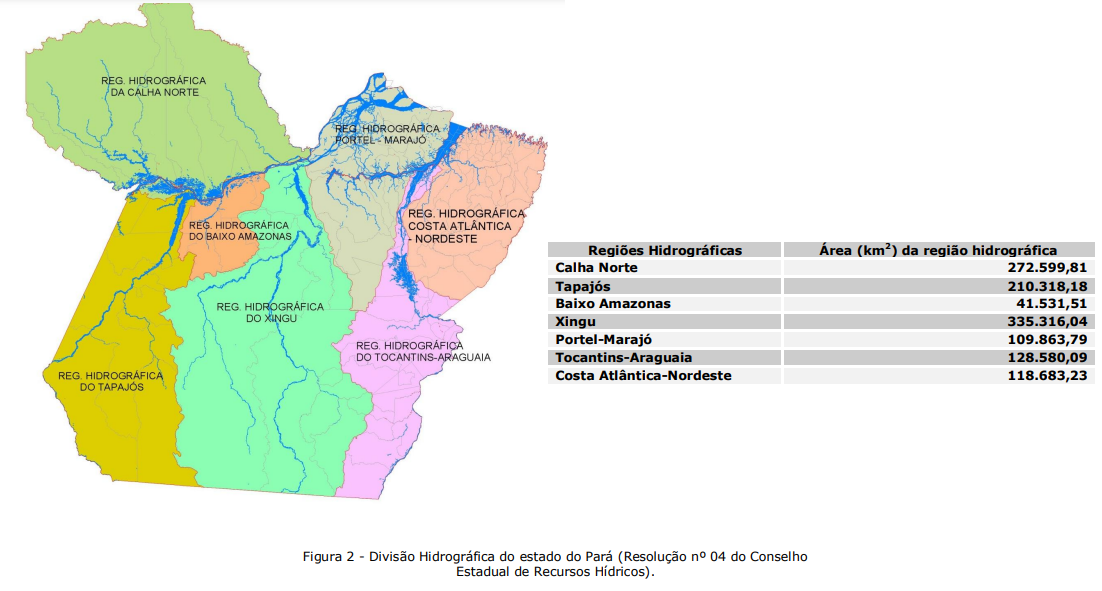 REG. HIDROGRÁFICA
DA CALHA NORTE
REG. HIDROGRÁFICA
PORTEL- MARAJÓ
REG. HIDROGRÁFICA
COSTA ATLÂNTICA
- NORDESTE
REG. HIDROGRÁFICA
DO BAIXO AMAZONAS
REG. HIDROGRÁFICA
DO XINGU
REG. HIDROGRÁFICA
DO TOCANTINS-ARAGUAIA
REG. HIDROGRÁFICA
DO TAPAJÓS
Regiões Hidrográficas Área (km²) da região hidrográfica
Calha Norte 272.599,81
Tapajós 210.318,18
Baixo Amazonas 41.531,51
Xingu 335.316,04
Portel-Marajó 109.863,79
Tocantins-Araguaia 128.580,09
Costa Atlântica-Nordeste 118.683,23
Figura 2 - Divisão Hidrográfica do estado do Pará (Resolução nº 04 do Conselho
Estadual de Recursos Hídricos).